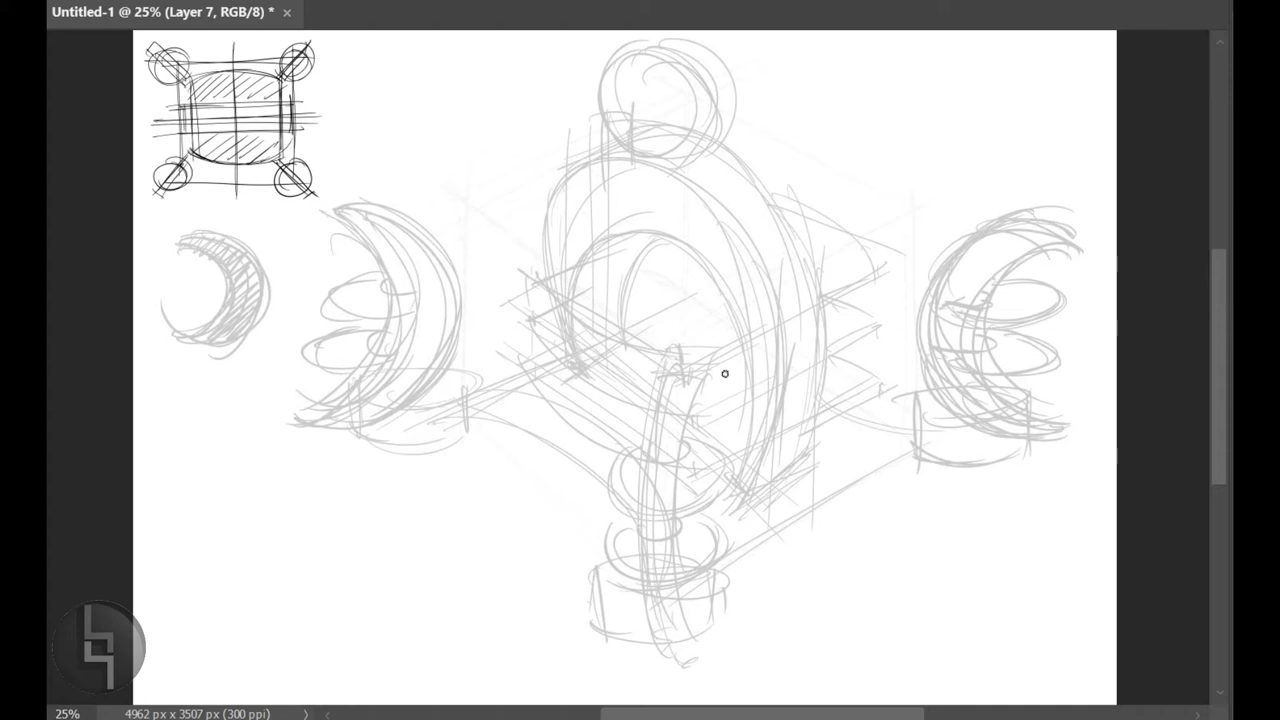 Untitled-1 @ 25% (Layer 7, RGB/8) *
25%
4962 px x 3507 px (300 ppi)